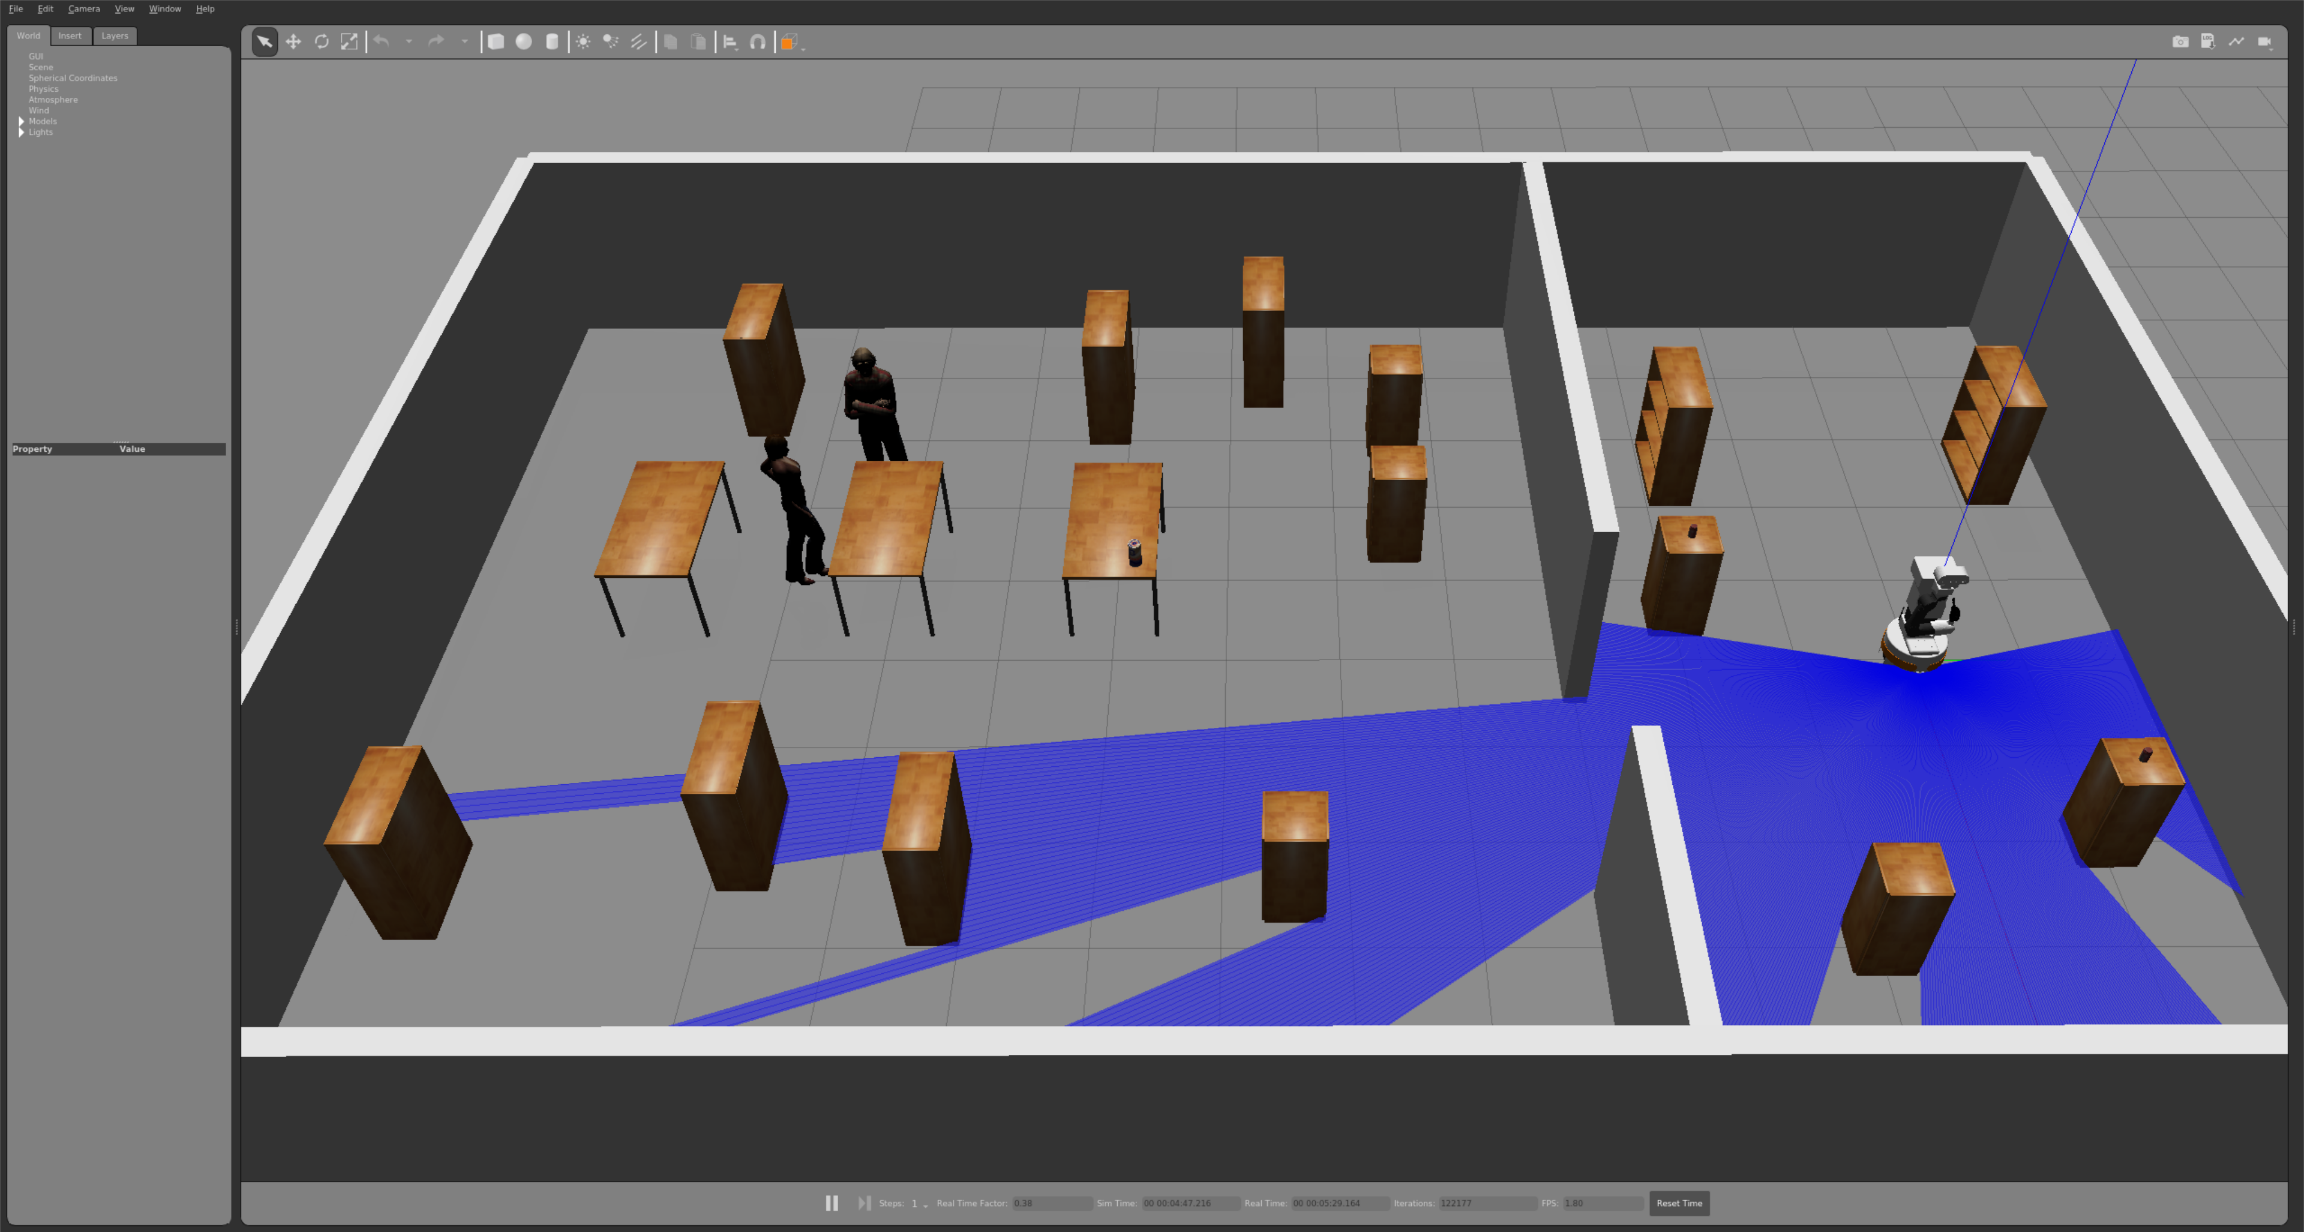 File Edit Camera View Window Help
World Insert Layers
GUI
Scene
Spherical Coordinates
Physics
Atmosphere
Wind
Models
Lights
Property Value
Steps: 1 Real Time Factor: 0.38 Sim Time: 00 00:04:47.216 Real Time: 00 00:05:29.164 Iterations: 122177 FPS: 1.80 Reset Time